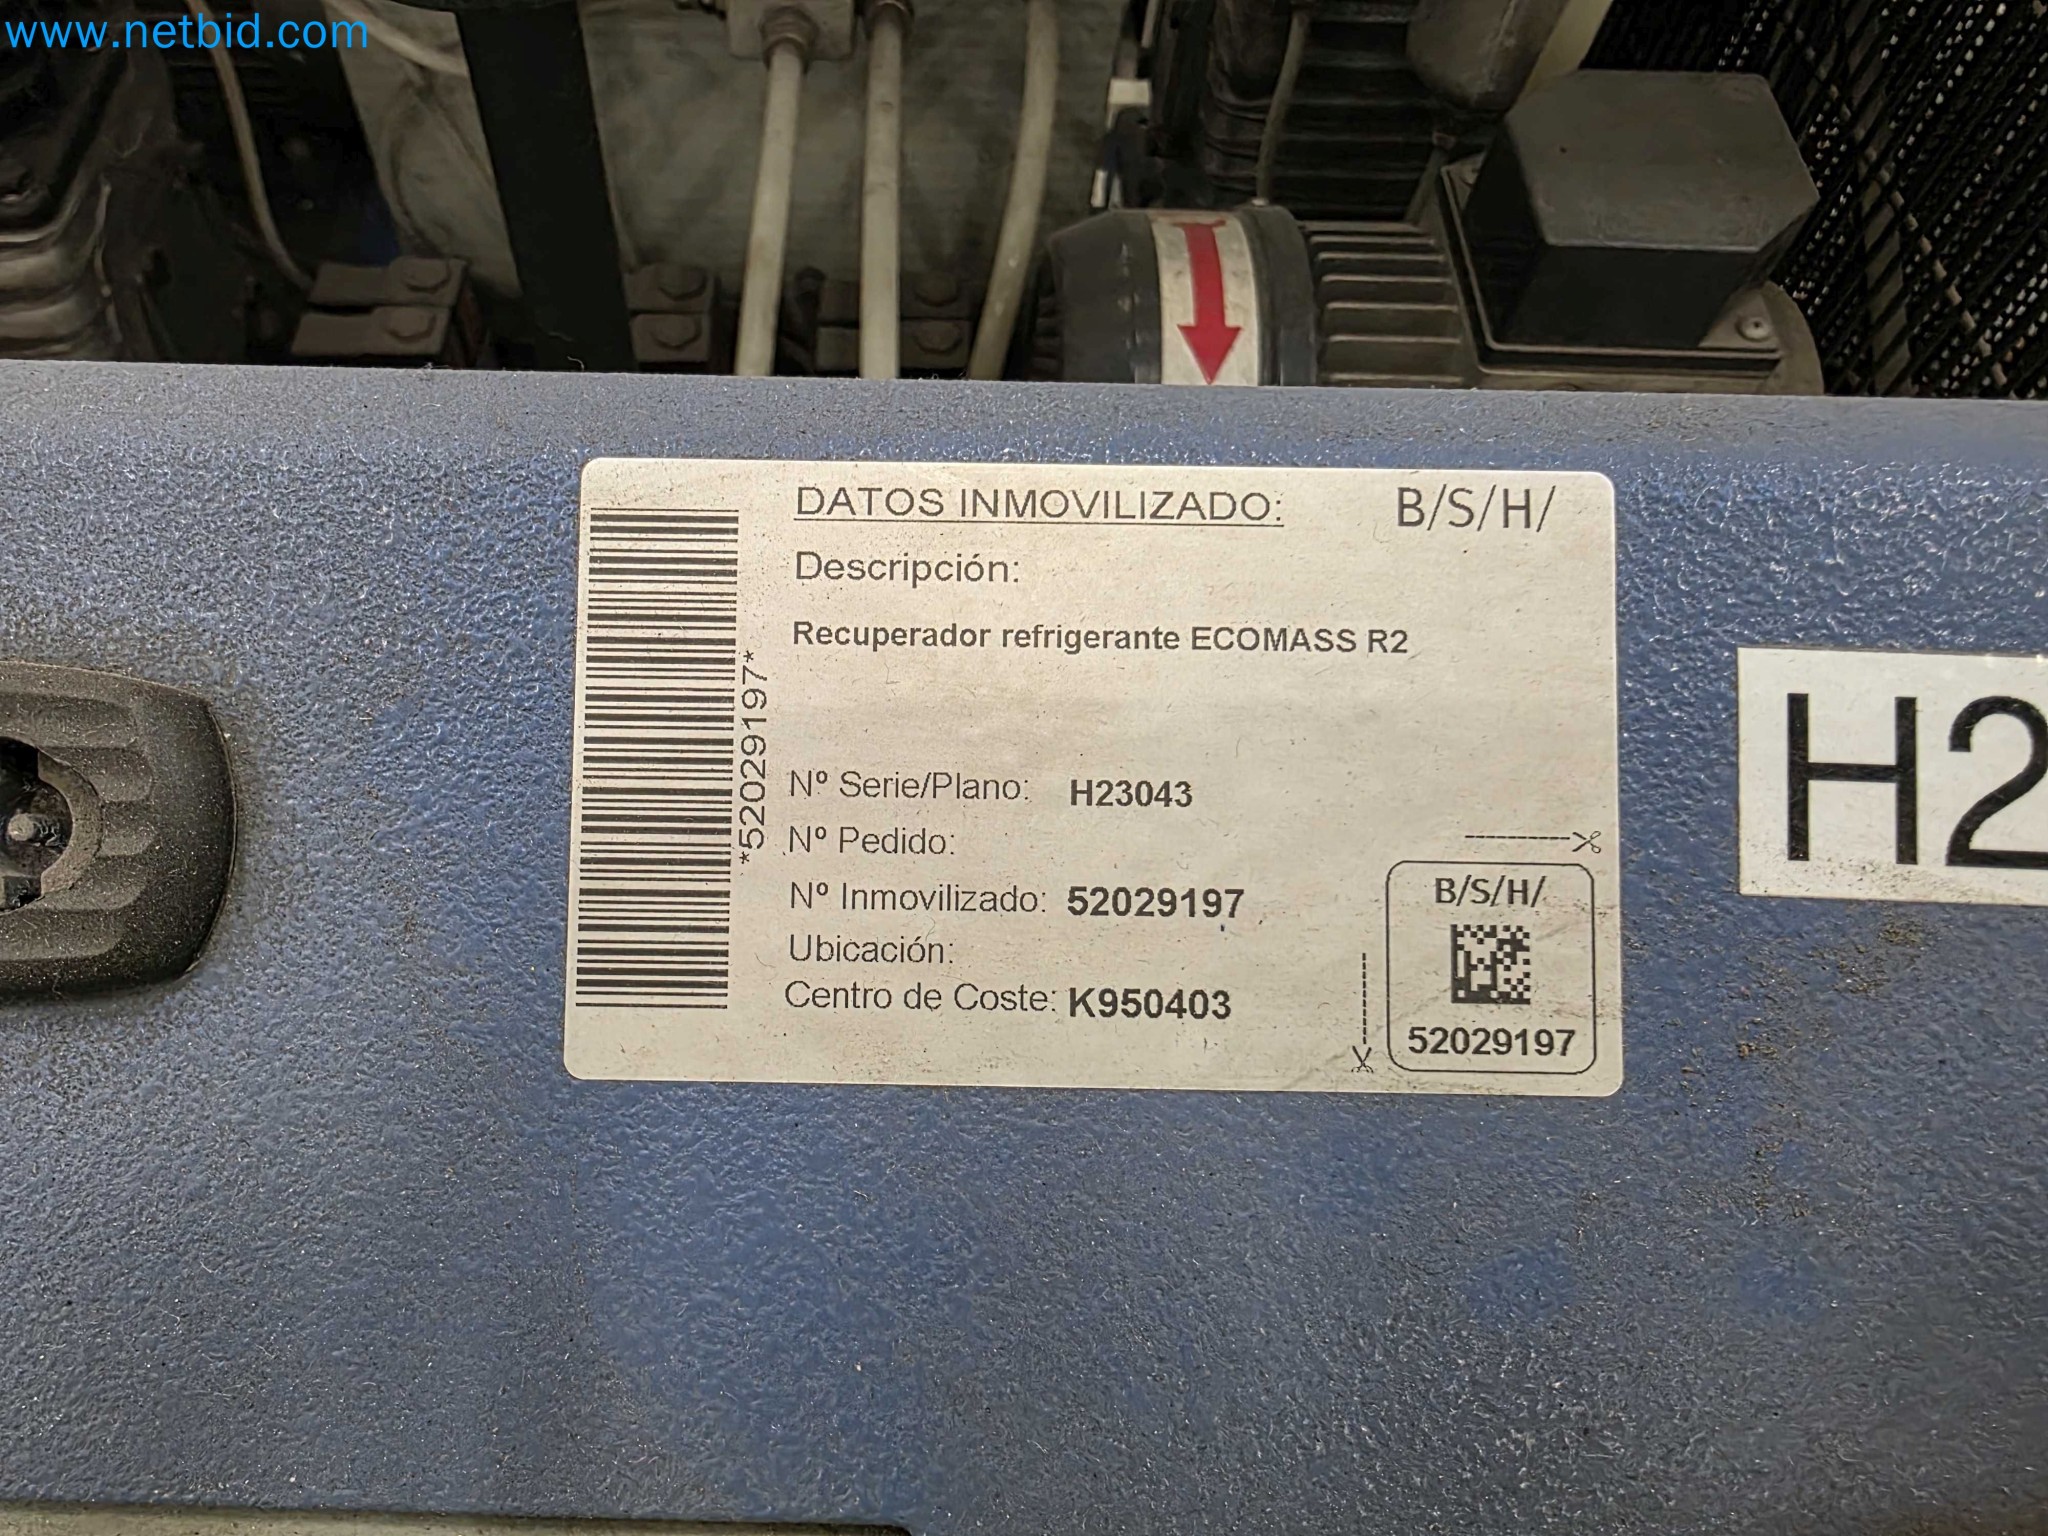 www.netbid.com
DATOS INMOVILIZADO:
B/S/H/
Descripción:
Recuperador refrigerante ECOMASS R2
*52029197*
Nº Serie/Plano: H23043
Nº Pedido:
Nº Inmovilizado: 52029197
Ubicación:
Centro de Coste: K950403
B/S/H/
52029197
H2